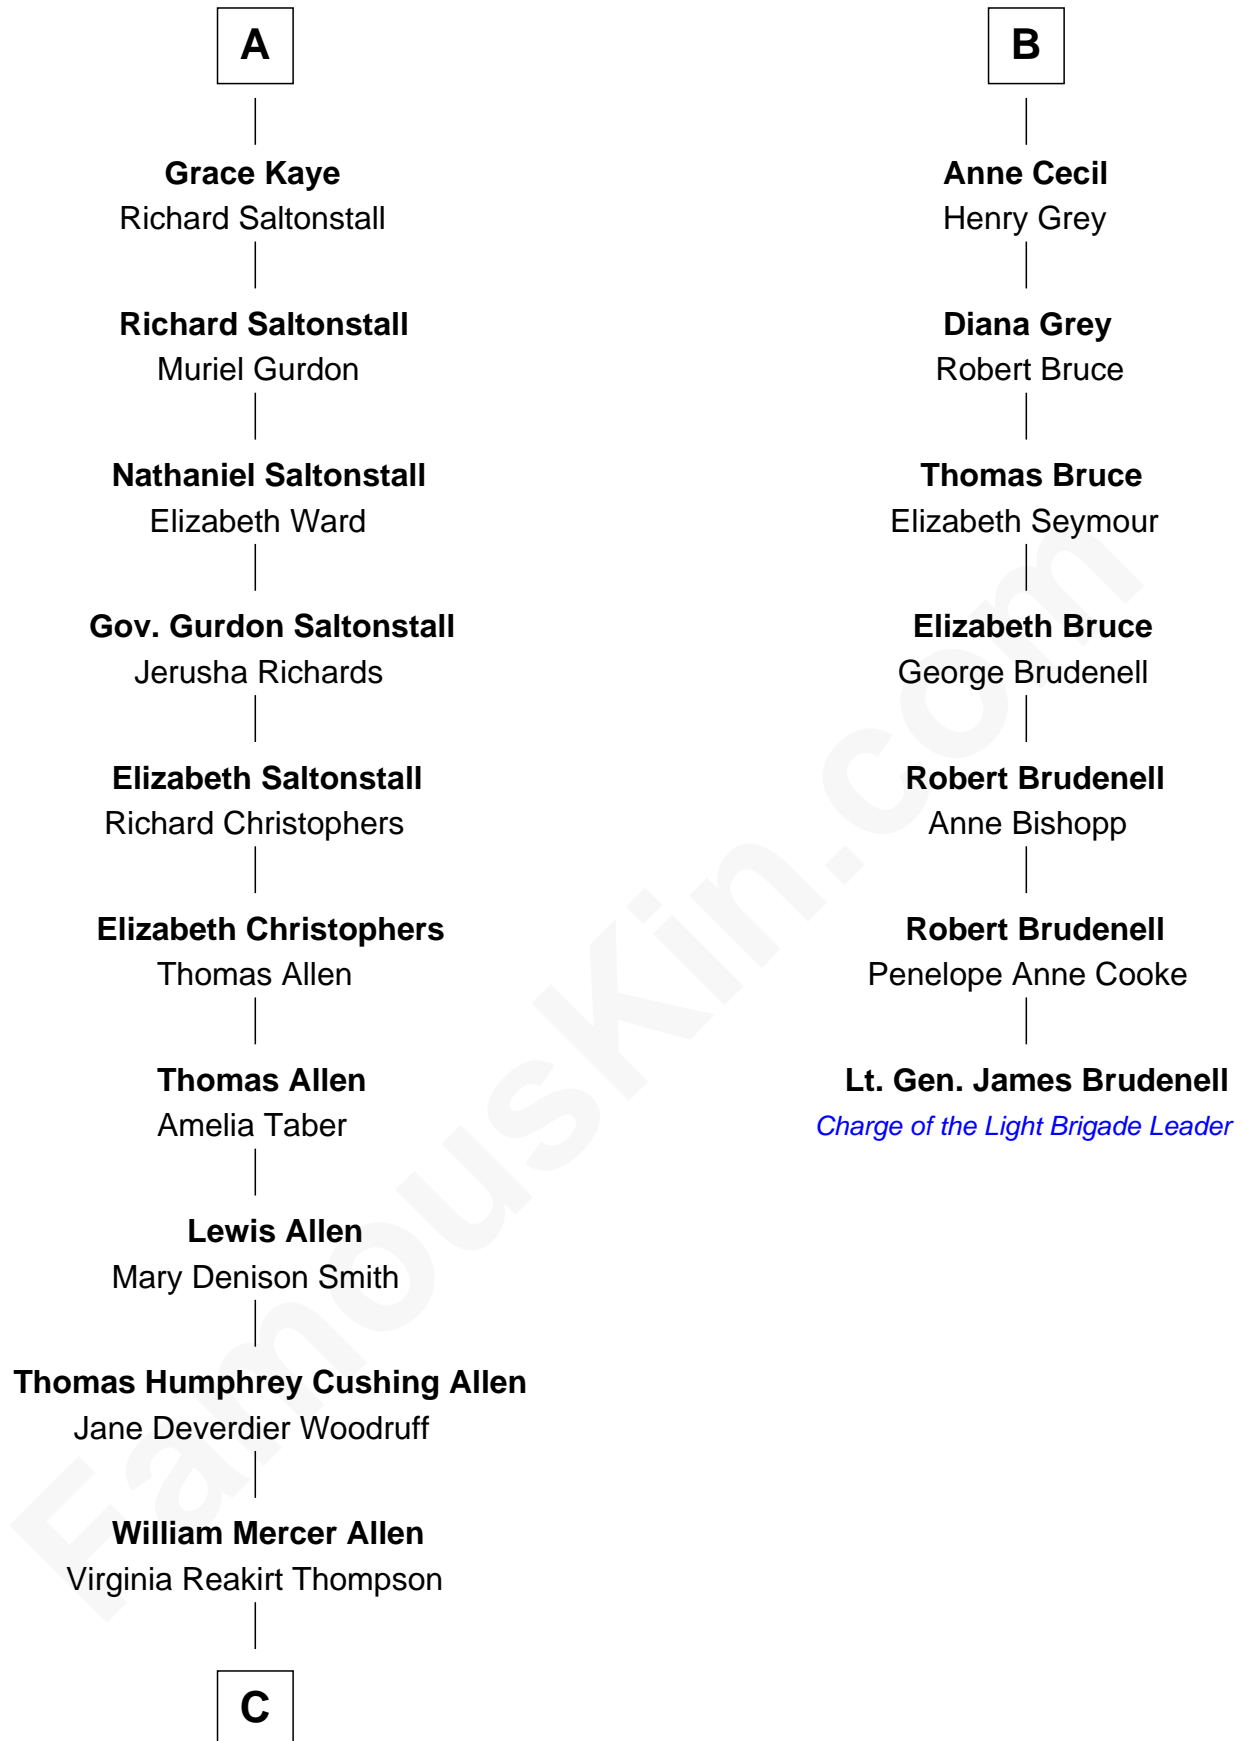 A
Grace Kaye
Richard Saltonstall
Richard Saltonstall
Muriel Gurdon
Nathaniel Saltonstall
Elizabeth Ward
Gov. Gurdon Saltonstall
Jerusha Richards
Elizabeth Saltonstall
Richard Christophers
Elizabeth Christophers
Thomas Allen
Thomas Allen
Amelia Taber
Lewis Allen
Mary Denison Smith
Thomas Humphrey Cushing Allen
Jane Deverdier Woodruff
William Mercer Allen
Virginia Reakirt Thompson
C
B
Anne Cecil
Henry Grey
Diana Grey
Robert Bruce
Thomas Bruce
Elizabeth Seymour
Elizabeth Bruce
George Brudenell
Robert Brudenell
Anne Bishopp
Robert Brudenell
Penelope Anne Cooke
Lt. Gen. James Brudenell
Charge of the Light Brigade Leader
FamousKin.com